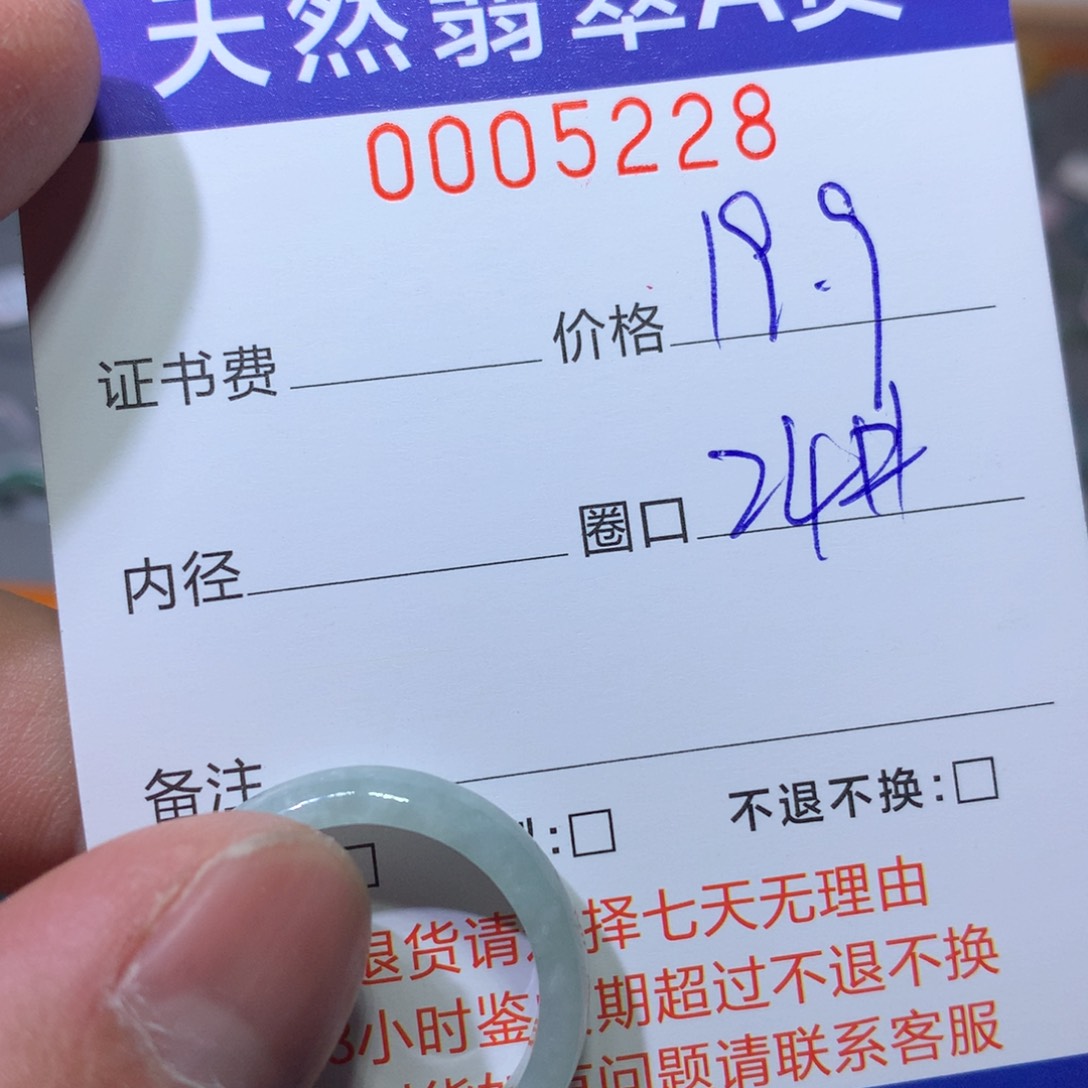 天然翡翠A货
0005228
证书费 价格 19.9
内径 圈口 24#
备注
: □ 不退不换: □
退货请 择七天无理由
小时鉴 期超过不退不换
问题请联系客服